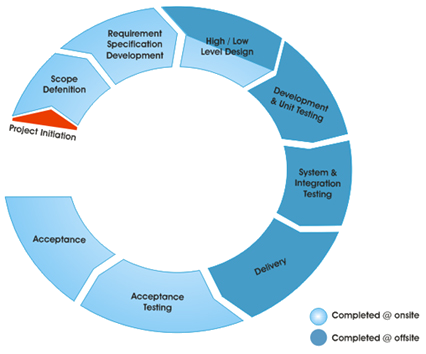 Project Initiation
Scope
Defenition
Requirement
Specification
Development
High / Low
Level Design
Development
& Unit Testing
System &
Integration
Testing
Delivery
Acceptance
Testing
Acceptance
Completed @ onsite
Completed @ offsite